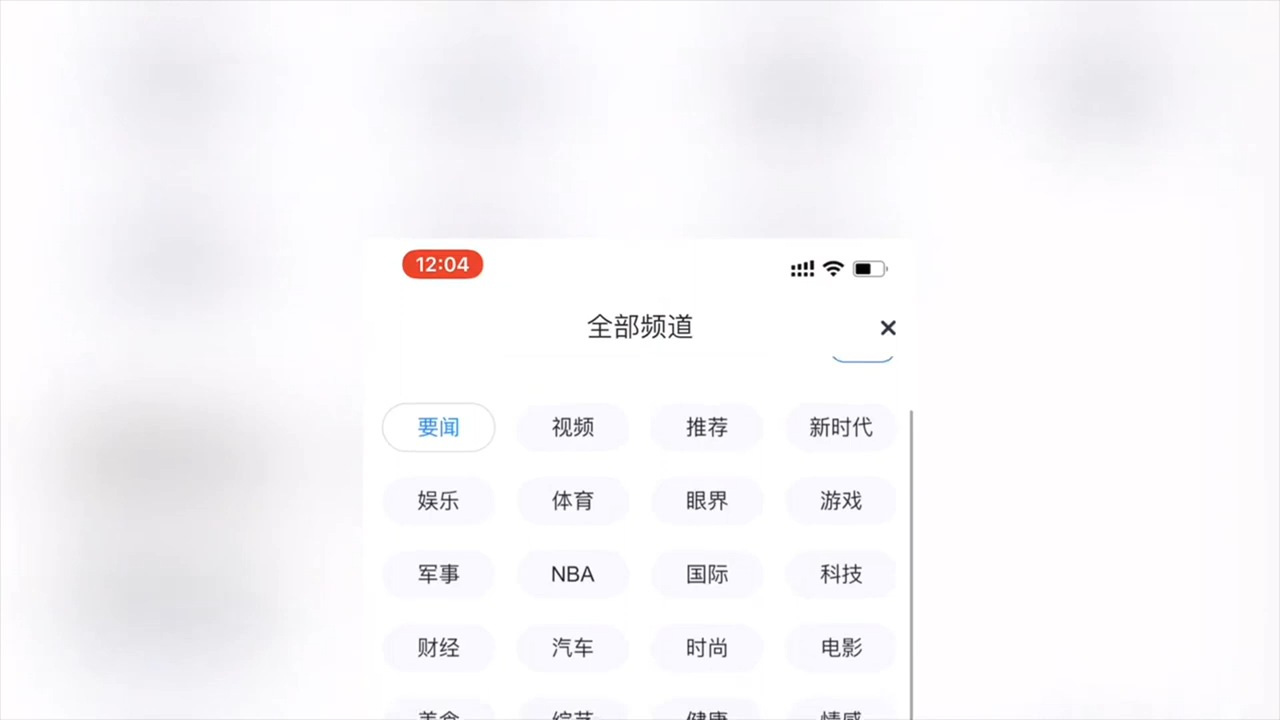 12:04
全部频道
要闻 视频 推荐 新时代
娱乐 体育 眼界 游戏
军事 NBA 国际 科技
财经 汽车 时尚 电影